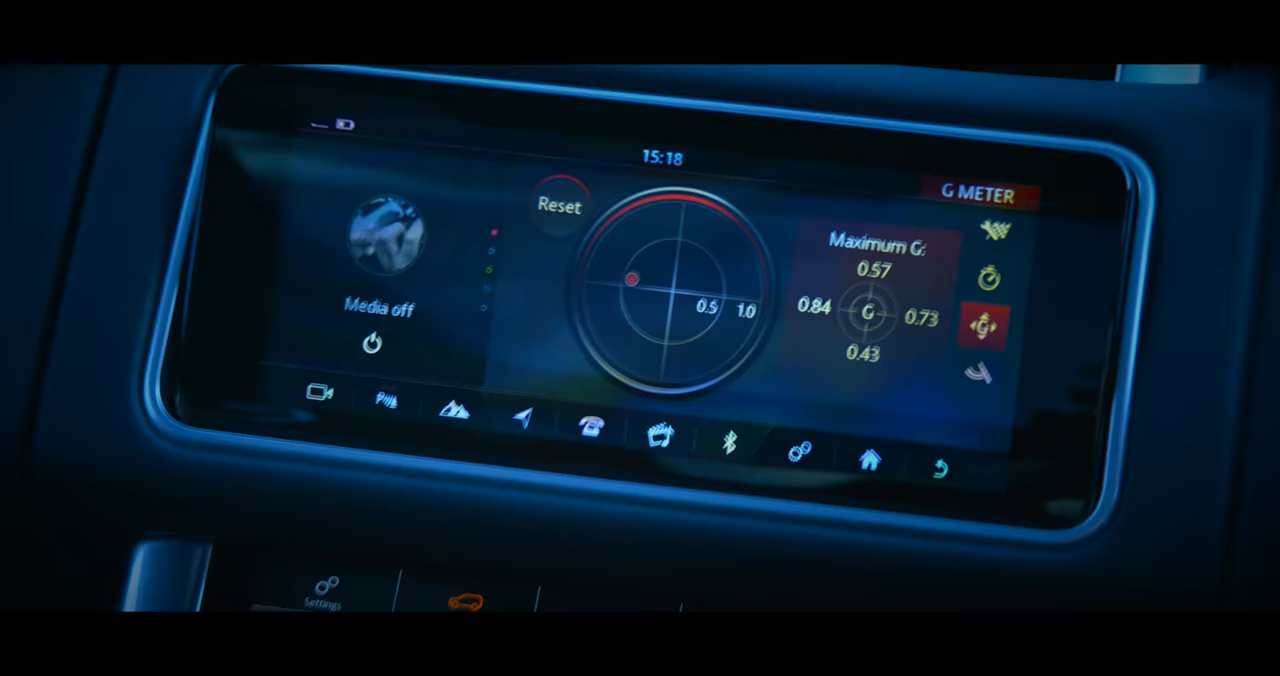 15:18
G METER
Reset
Maximum G:
0.57
0.84 G 0.73
0.43
0.5 1.0
Media off
Settings